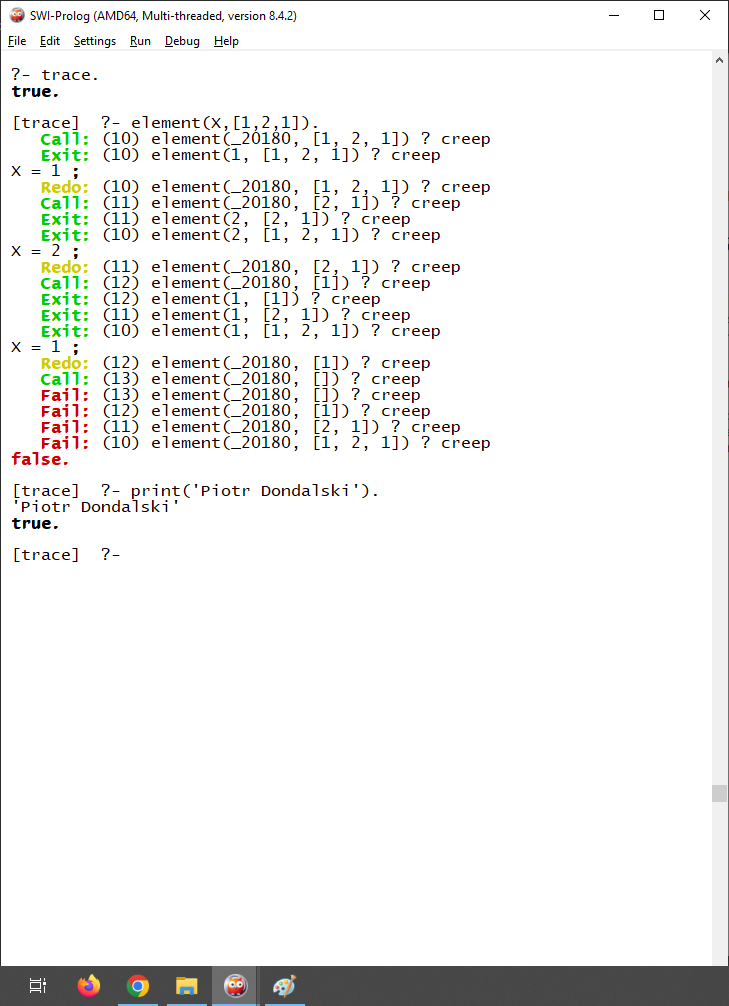 SWI-Prolog (AMD64, Multi-threaded, version 8.4.2)
File Edit Settings Run Debug Help
?- trace.
true.
[trace]  ?- element(X,[1,2,1]).
   Call: (10) element(_20180, [1, 2, 1]) ? creep
   Exit: (10) element(1, [1, 2, 1]) ? creep
X = 1 ;
   Redo: (10) element(_20180, [1, 2, 1]) ? creep
   Call: (11) element(_20180, [2, 1]) ? creep
   Exit: (11) element(2, [2, 1]) ? creep
   Exit: (10) element(2, [1, 2, 1]) ? creep
X = 2 ;
   Redo: (11) element(_20180, [2, 1]) ? creep
   Call: (12) element(_20180, [1]) ? creep
   Exit: (12) element(1, [1]) ? creep
   Exit: (11) element(1, [2, 1]) ? creep
   Exit: (10) element(1, [1, 2, 1]) ? creep
X = 1 ;
   Redo: (12) element(_20180, [1]) ? creep
   Call: (13) element(_20180, []) ? creep
   Fail: (13) element(_20180, []) ? creep
   Fail: (12) element(_20180, [1]) ? creep
   Fail: (11) element(_20180, [2, 1]) ? creep
   Fail: (10) element(_20180, [1, 2, 1]) ? creep
false.
[trace]  ?- print('Piotr Dondalski').
'Piotr Dondalski'
true.
[trace]  ?-